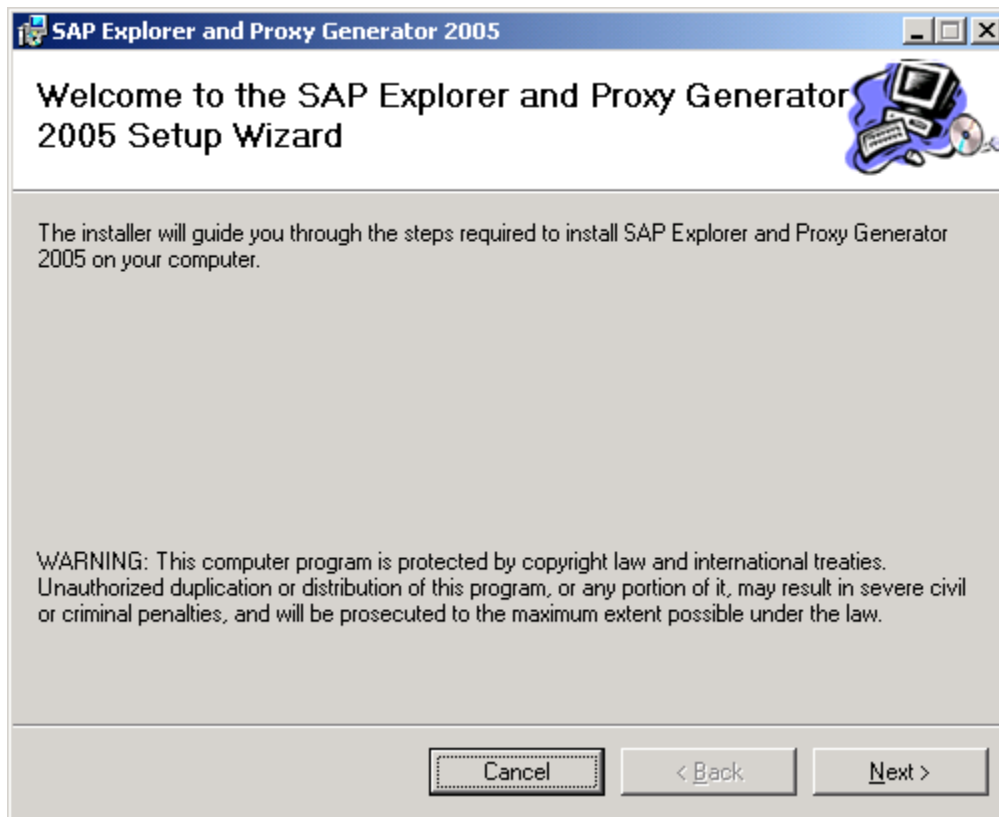 SAP Explorer and Proxy Generator 2005
Welcome to the SAP Explorer and Proxy Generator
2005 Setup Wizard
The installer will guide you through the steps required to install SAP Explorer and Proxy Generator
2005 on your computer.
WARNING: This computer program is protected by copyright law and international treaties.
Unauthorized duplication or distribution of this program, or any portion of it, may result in severe civil
or criminal penalties, and will be prosecuted to the maximum extent possible under the law.
Cancel < Back Next >